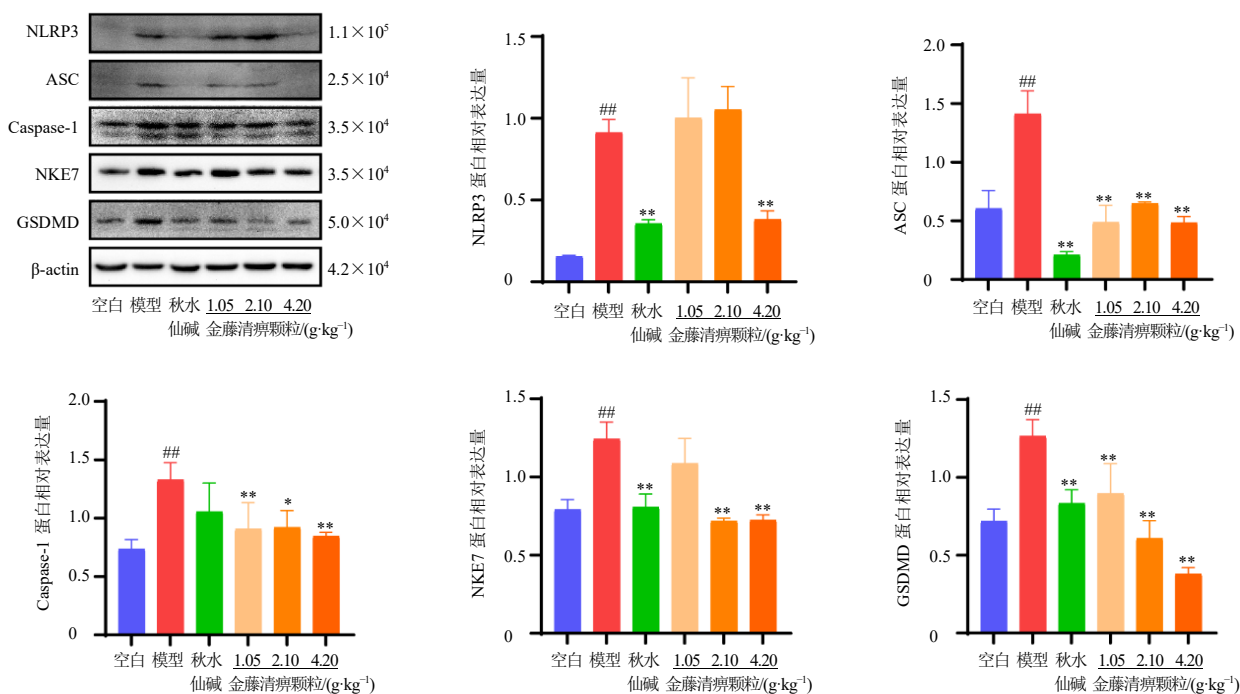 NLRP3 1.1×10⁵
ASC 2.5×10⁴
Caspase-1 3.5×10⁴
NKE7 3.5×10⁴
GSDMD 5.0×10⁴
β-actin 4.2×10⁴
空白 模型 秋水 1.05 2.10 4.20
仙碱 金藤清痹颗粒/(g·kg⁻¹)
NLRP3 蛋白相对表达量
1.5
1.0
0.5
0
##
**
**
空白 模型 秋水 1.05 2.10 4.20
仙碱 金藤清痹颗粒/(g·kg⁻¹)
ASC 蛋白相对表达量
2.0
1.5
1.0
0.5
0
##
**
**
**
**
空白 模型 秋水 1.05 2.10 4.20
仙碱 金藤清痹颗粒/(g·kg⁻¹)
Caspase-1 蛋白相对表达量
2.0
1.5
1.0
0.5
0
##
**
*
**
空白 模型 秋水 1.05 2.10 4.20
仙碱 金藤清痹颗粒/(g·kg⁻¹)
NKE7 蛋白相对表达量
1.5
1.0
0.5
0
##
**
**
**
空白 模型 秋水 1.05 2.10 4.20
仙碱 金藤清痹颗粒/(g·kg⁻¹)
GSDMD 蛋白相对表达量
1.5
1.0
0.5
0
##
**
**
**
**
空白 模型 秋水 1.05 2.10 4.20
仙碱 金藤清痹颗粒/(g·kg⁻¹)